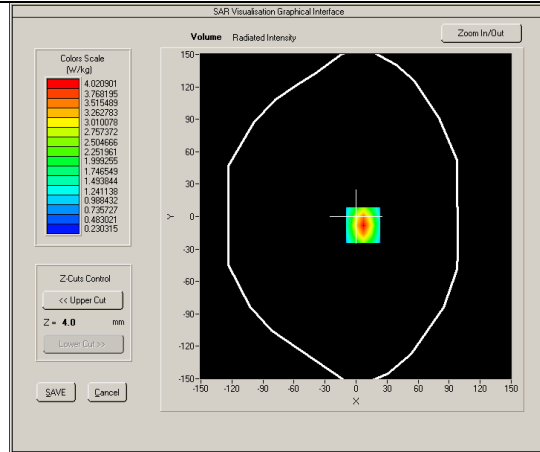 SAR Visualisation Graphical Interface
Volume Radiated Intensity
Zoom In/Out
Colors Scale
(W/kg)
4.020901
3.768195
3.515489
3.262783
3.010078
2.757372
2.504666
2.251961
1.999255
1.746549
1.493844
1.241138
0.988432
0.735727
0.483021
0.230315
Z-Cuts Control
<< Upper Cut
Z = 4.0 mm
Lower Cut >>
SAVE Cancel
150-
120-
90-
60-
30-
0-
-30-
-60-
-90-
-120-
-150-
Y
-150 -120 -90 -60 -30 0 30 60 90 120 150
X